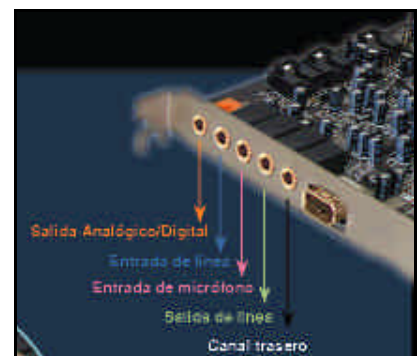 Salida Analógico/Digital
Entrada de línea
Entrada de micrófono
Salida de línea
Canal trasero